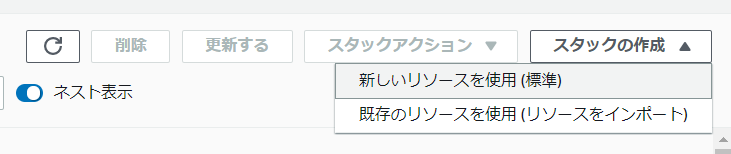 削除 更新する スタックアクション スタックの作成
新しいリソースを使用 (標準)
ネスト表示
既存のリソースを使用 (リソースをインポート)